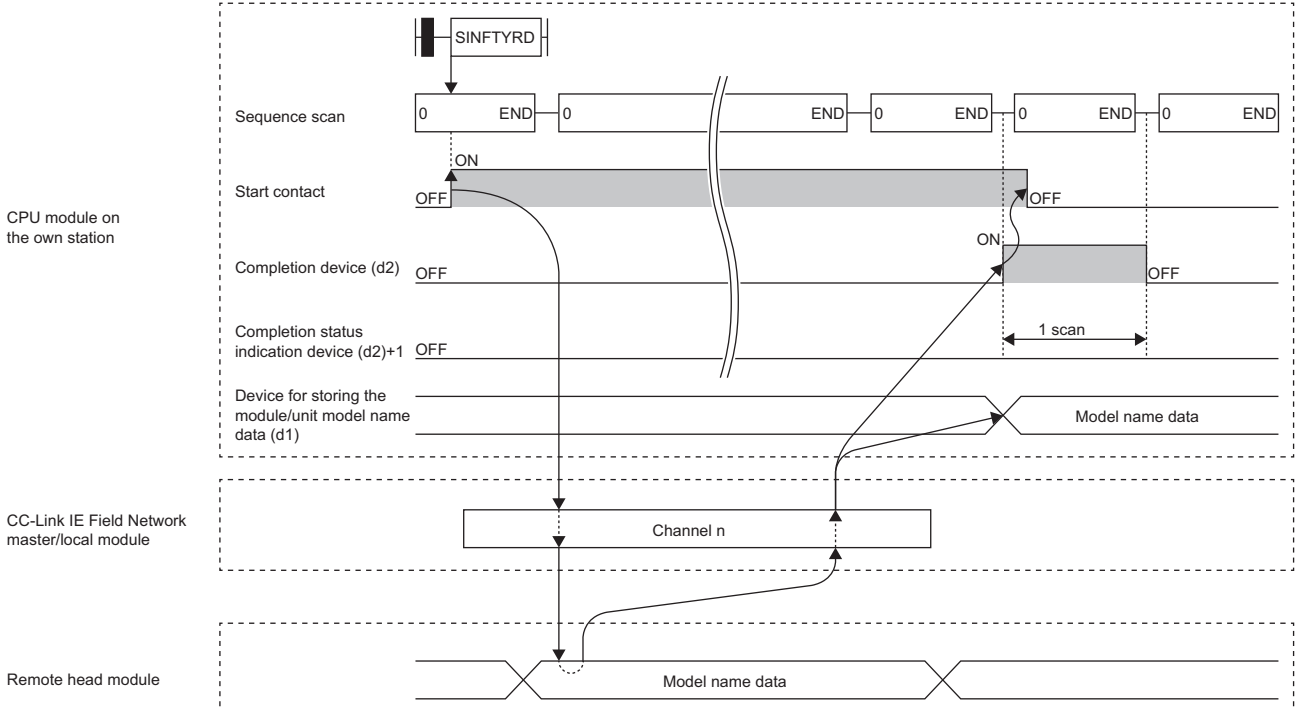 SINFTYRD
Sequence scan
0 END 0 END 0 END 0 END 0 END
ON
Start contact
OFF OFF
CPU module on
the own station
ON
Completion device (d2) OFF OFF
Completion status
indication device (d2)+1 OFF
1 scan
Device for storing the
module/unit model name
data (d1)
Model name data
CC-Link IE Field Network
master/local module
Channel n
Remote head module
Model name data